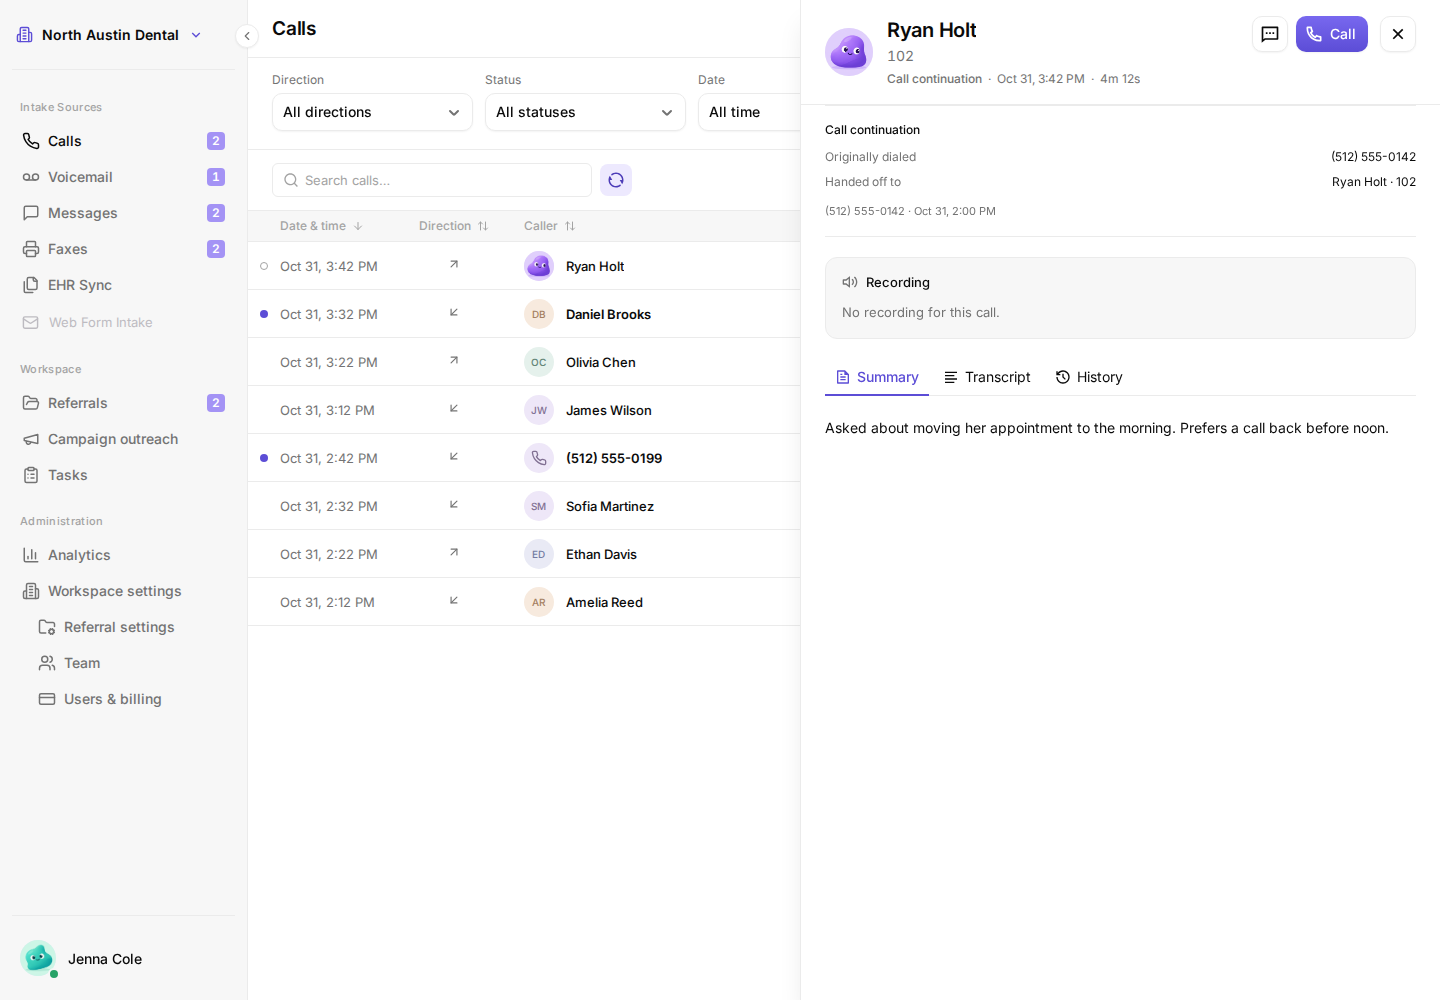 North Austin Dental
Intake Sources
Calls 2
Voicemail 1
Messages 2
Faxes 2
EHR Sync
Web Form Intake
Workspace
Referrals 2
Campaign outreach
Tasks
Administration
Analytics
Workspace settings
Referral settings
Team
Users & billing
Jenna Cole
Calls
Direction Status Date
All directions All statuses All time
Search calls...
Date & time Direction Caller
Oct 31, 3:42 PM Ryan Holt
Oct 31, 3:32 PM DB Daniel Brooks
Oct 31, 3:22 PM OC Olivia Chen
Oct 31, 3:12 PM JW James Wilson
Oct 31, 2:42 PM (512) 555-0199
Oct 31, 2:32 PM SM Sofia Martinez
Oct 31, 2:22 PM ED Ethan Davis
Oct 31, 2:12 PM AR Amelia Reed
Ryan Holt
102
Call continuation · Oct 31, 3:42 PM · 4m 12s
Call
Call continuation
Originally dialed (512) 555-0142
Handed off to Ryan Holt · 102
(512) 555-0142 · Oct 31, 2:00 PM
Recording
No recording for this call.
Summary Transcript History
Asked about moving her appointment to the morning. Prefers a call back before noon.